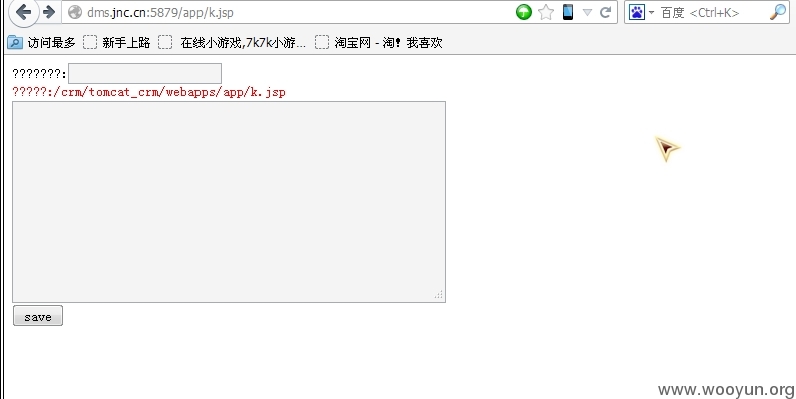 dms.jnc.cn:5879/app/k.jsp
百度 <Ctrl+K>
访问最多 新手上路 在线小游戏,7k7k小游... 淘宝网 - 淘！我喜欢
???????:
?????:/crm/tomcat_crm/webapps/app/k.jsp
save
www.wooyun.org